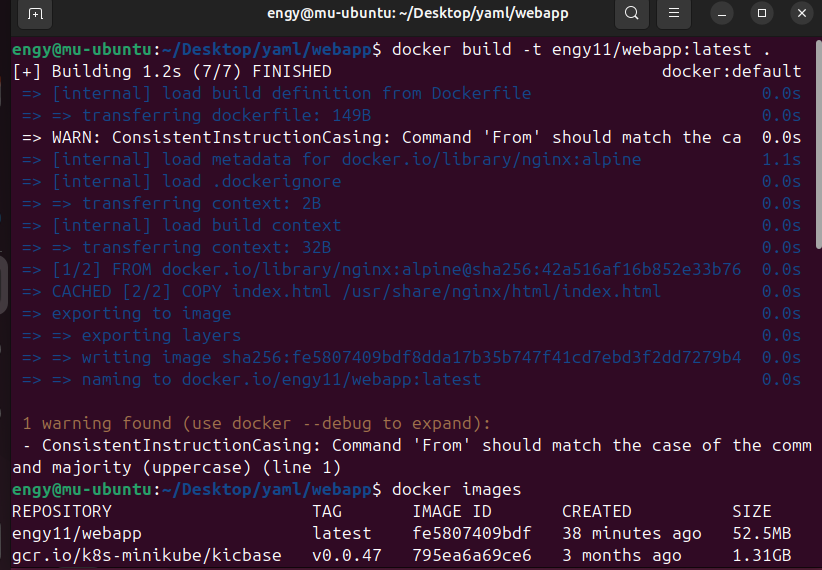 engy@mu-ubuntu: ~/Desktop/yaml/webapp
engy@mu-ubuntu:~/Desktop/yaml/webapp$ docker build -t engy11/webapp:latest .
[+] Building 1.2s (7/7) FINISHED docker:default
=> [internal] load build definition from Dockerfile 0.0s
=> => transferring dockerfile: 149B 0.0s
=> WARN: ConsistentInstructionCasing: Command 'From' should match the ca 0.0s
=> [internal] load metadata for docker.io/library/nginx:alpine 1.1s
=> [internal] load .dockerignore 0.0s
=> => transferring context: 2B 0.0s
=> [internal] load build context 0.0s
=> => transferring context: 32B 0.0s
=> [1/2] FROM docker.io/library/nginx:alpine@sha256:42a516af16b852e33b76 0.0s
=> CACHED [2/2] COPY index.html /usr/share/nginx/html/index.html 0.0s
=> exporting to image 0.0s
=> => exporting layers 0.0s
=> => writing image sha256:fe5807409bdf8dda17b35b747f41cd7ebd3f2dd7279b4 0.0s
=> => naming to docker.io/engy11/webapp:latest 0.0s
1 warning found (use docker --debug to expand):
- ConsistentInstructionCasing: Command 'From' should match the case of the comm
and majority (uppercase) (line 1)
engy@mu-ubuntu:~/Desktop/yaml/webapp$ docker images
REPOSITORY TAG IMAGE ID CREATED SIZE
engy11/webapp latest fe5807409bdf 38 minutes ago 52.5MB
gcr.io/k8s-minikube/kicbase v0.0.47 795ea6a69ce6 3 months ago 1.31GB